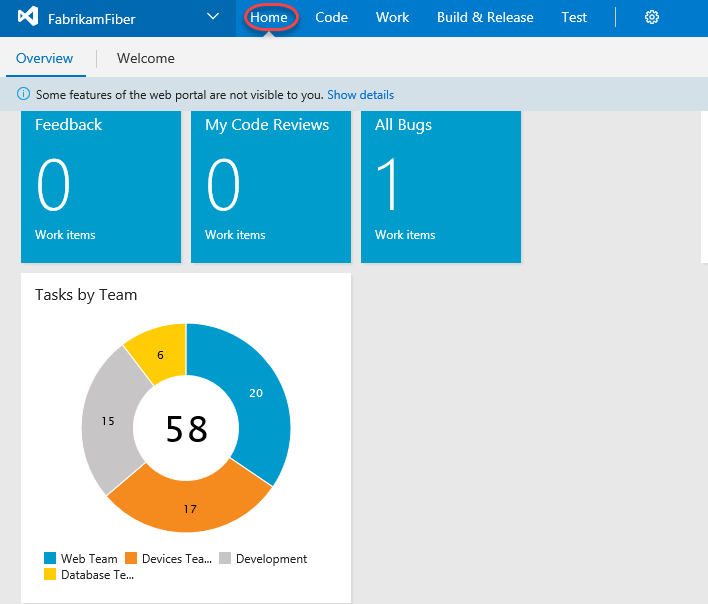 FabrikamFiber Home Code Work Build & Release Test
Overview Welcome
Some features of the web portal are not visible to you. Show details
Feedback My Code Reviews All Bugs
0 0 1
Work items Work items Work items
Tasks by Team
6
20
15
58
17
Web Team Devices Tea... Development
Database Te...